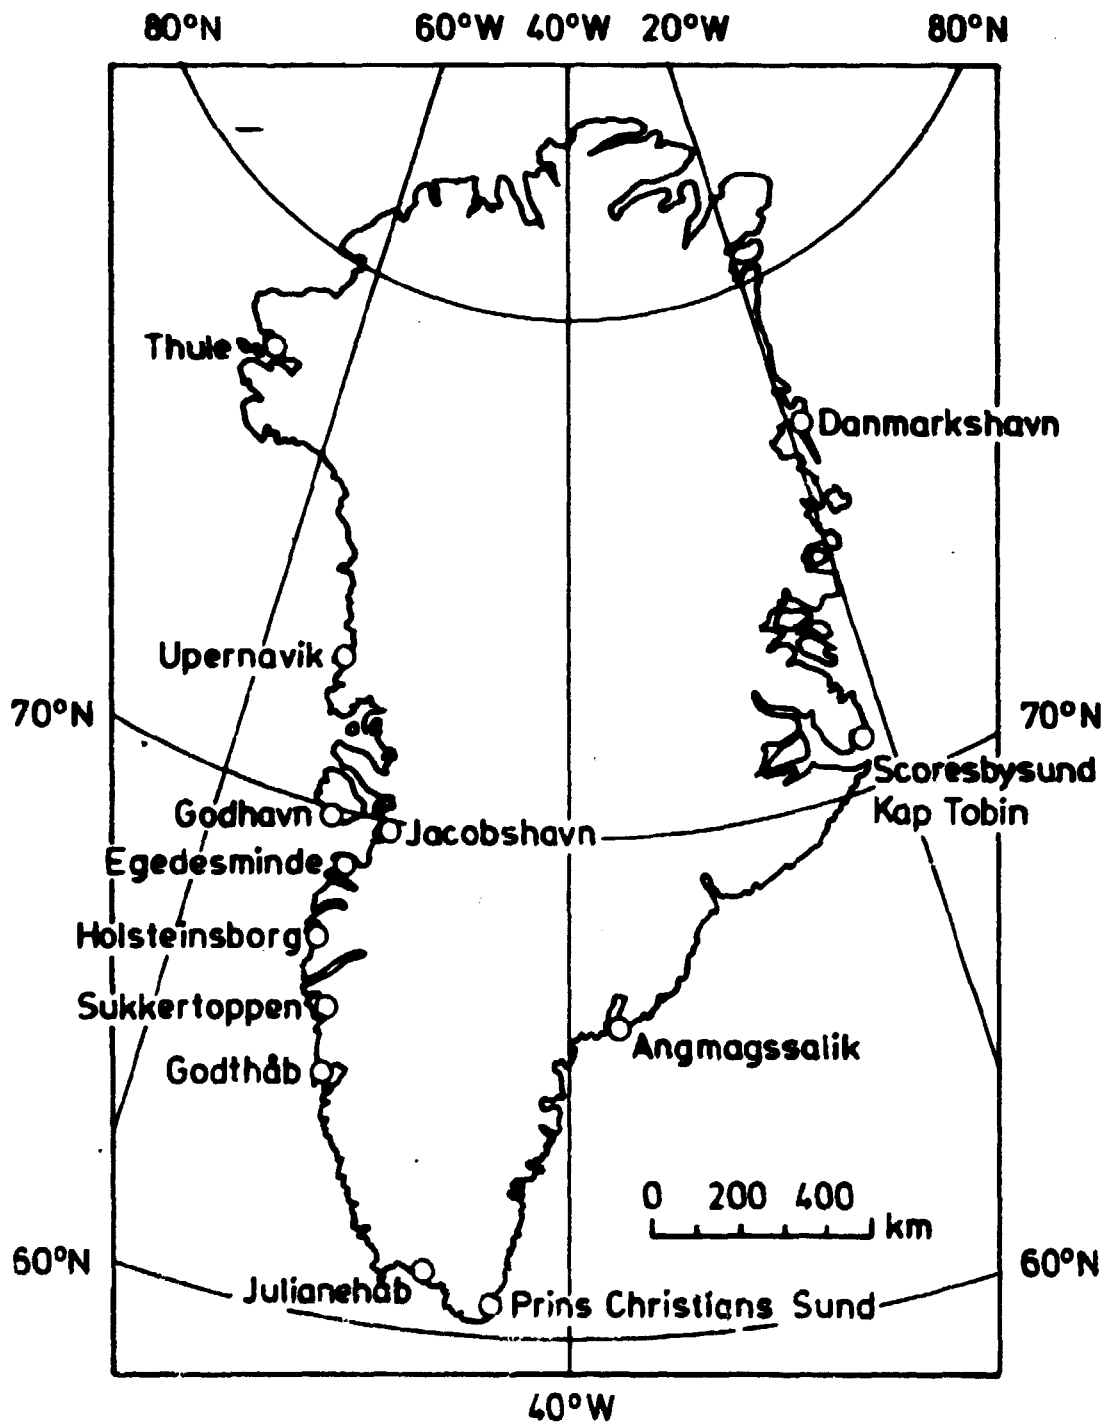 80°N 60°W 40°W 20°W 80°N
Thule
Danmarkshavn
Upernavik
70°N 70°N
Scoresbysund
Godhavn Kap Tobin
Jacobshavn
Egedesminde
Holsteinsborg
Sukkertoppen
Angmagssalik
Godthåb
0 200 400
km
60°N 60°N
Julianehåb Prins Christians Sund
40°W